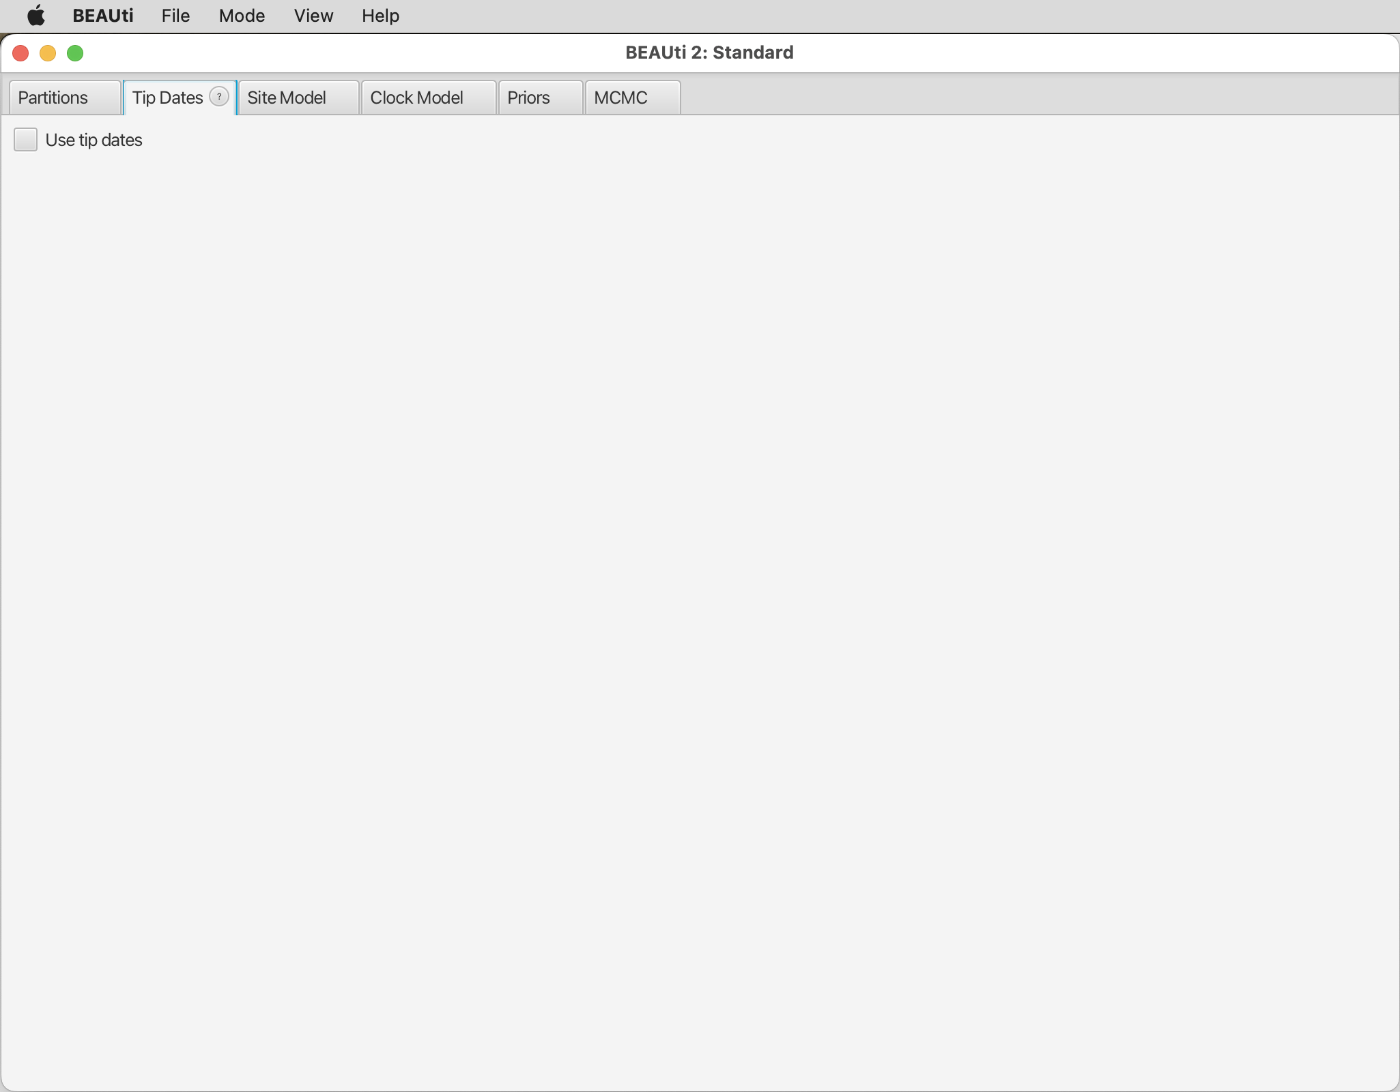 BEAUti File Mode View Help
BEAUti 2: Standard
Partitions Tip Dates ? Site Model Clock Model Priors MCMC
Use tip dates